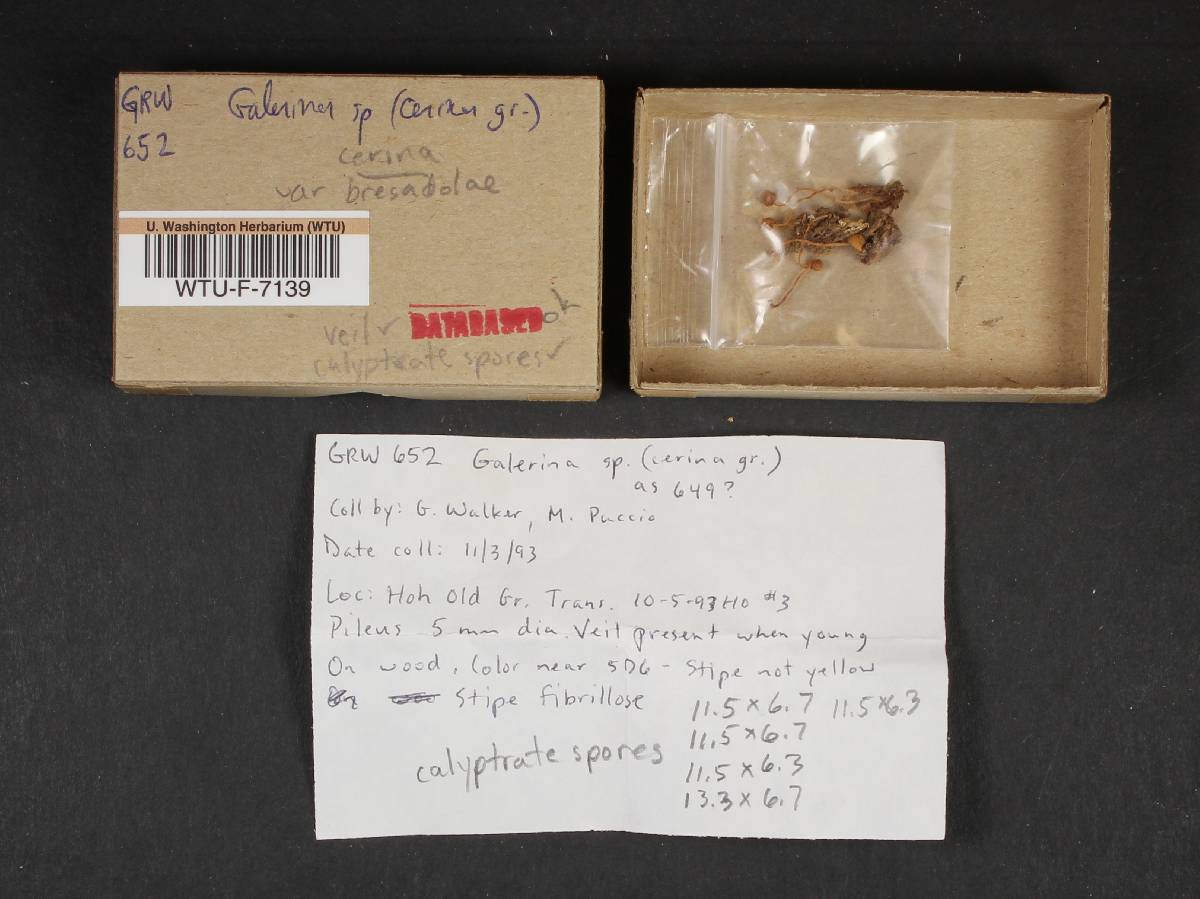 GRW Galerina sp (cerina gr.)
652
cerina
var bresadolae
U. Washington Herbarium (WTU)
WTU-F-7139
veil ✓ DATABASED ok
calyptrate spores ✓
GRW 652 Galerina sp. (cerina gr.)
as 649?
Coll by: G. Walker, M. Puccio
Date coll: 11/3/93
Loc: Hoh Old Gr. Trans. 10-5-93HO #3
Pileus 5 mm dia. Veil present when young
On wood, Color near 5D6 - Stipe not yellow
Stipe fibrillose 11.5 x 6.7 11.5 x 6.3
11.5 x 6.7
calyptrate spores 11.5 x 6.3
13.3 x 6.7